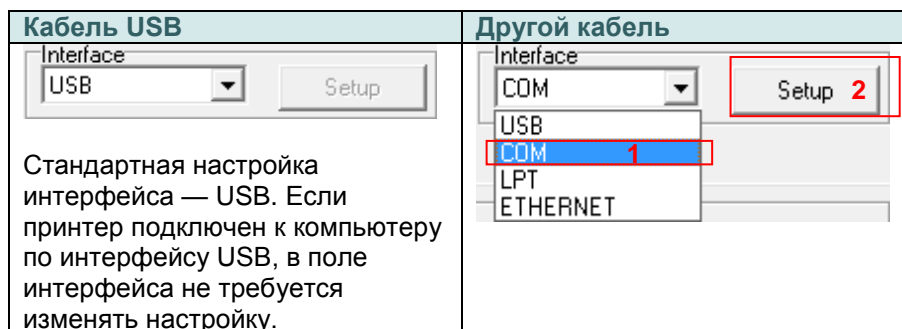 Кабель USB
Interface
USB
Setup
Стандартная настройка
интерфейса — USB. Если
принтер подключен к компьютеру
по интерфейсу USB, в поле
интерфейса не требуется
изменять настройку.
Другой кабель
Interface
COM
Setup 2
USB
COM 1
LPT
ETHERNET